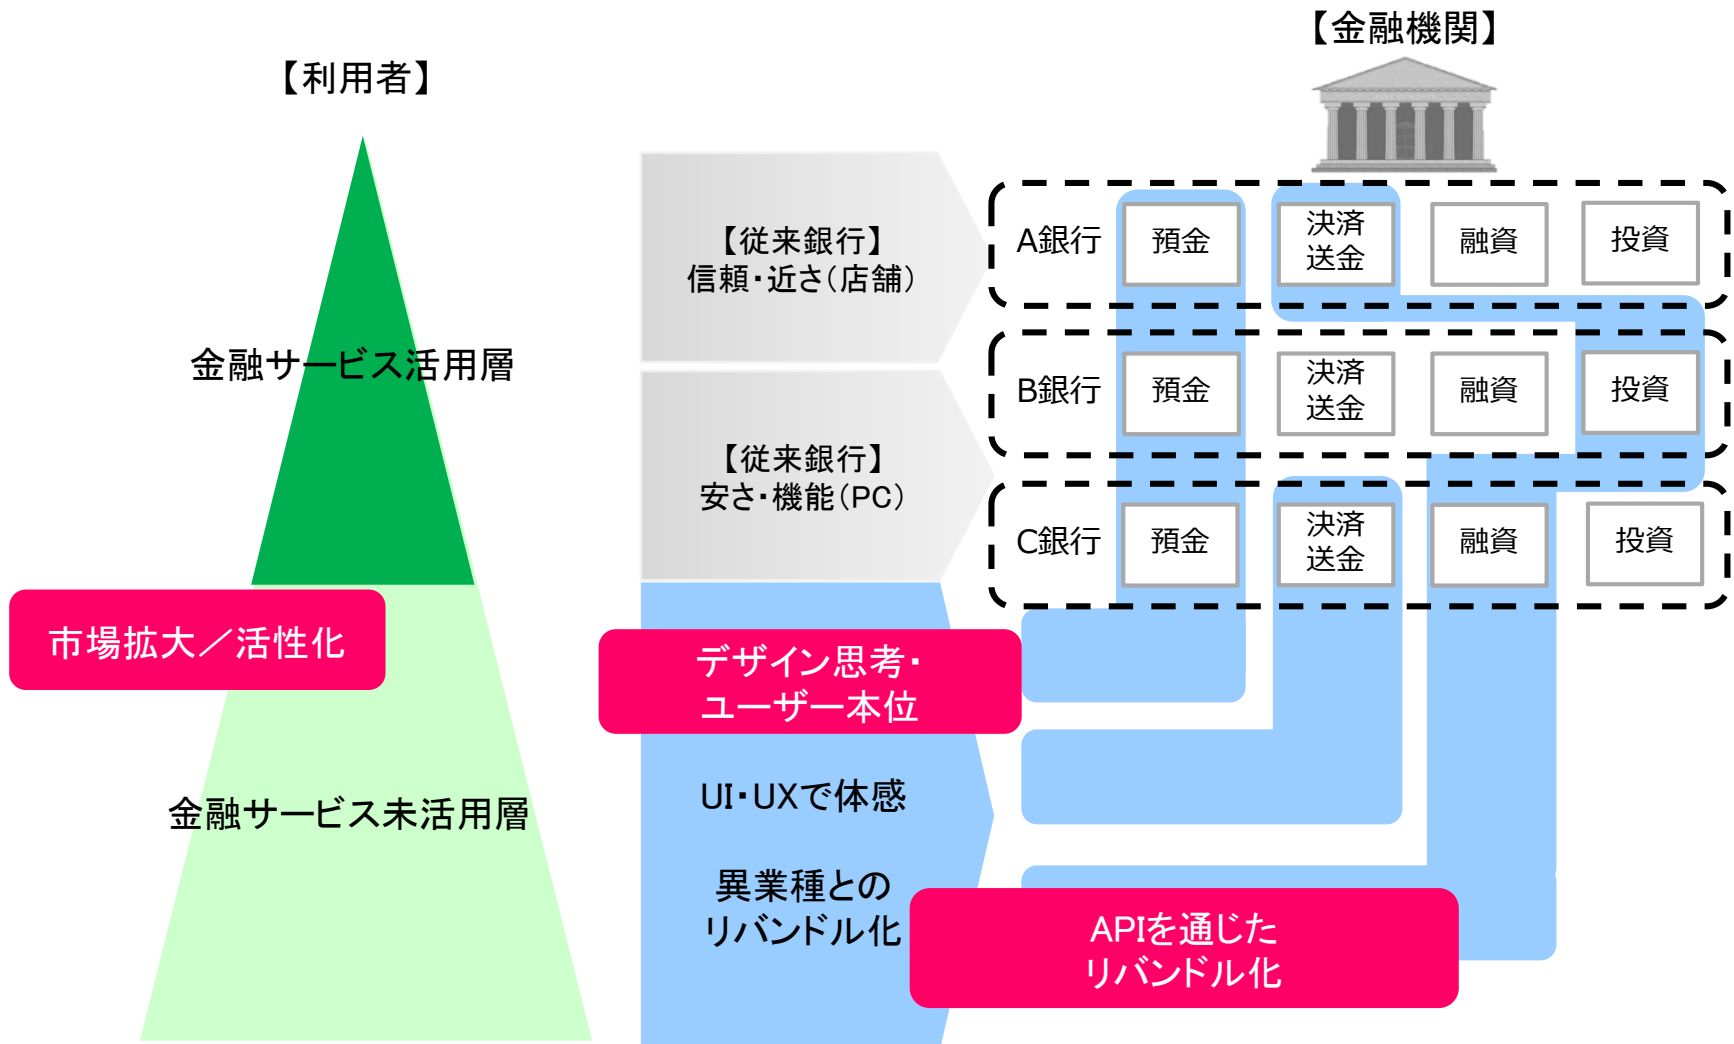 【利用者】
金融サービス活用層
市場拡大／活性化
金融サービス未活用層
【従来銀行】
信頼・近さ（店舗）
【従来銀行】
安さ・機能（PC）
デザイン思考・
ユーザー本位
UI・UXで体感
異業種との
リバンドル化
APIを通じた
リバンドル化
【金融機関】
A銀行
預金
決済
送金
融資
投資
B銀行
預金
決済
送金
融資
投資
C銀行
預金
決済
送金
融資
投資